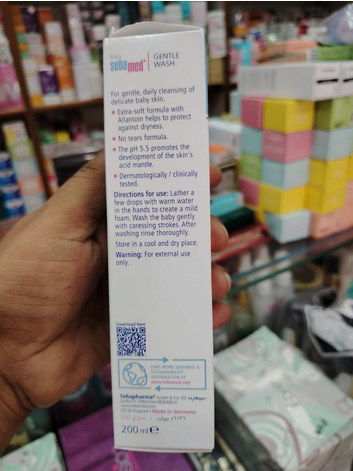 baby
sebamed
GENTLE
WASH
For gentle, daily cleansing of
delicate baby skin.
Extra-soft formula with
Allantoin helps to protect
against dryness.
No tears formula.
The pH 5.5 promotes the
development of the skin's
acid mantle.
Dermatologically / clinically
tested.
Directions for use: Lather a
few drops with warm water
in the hands to create a mild
foam. Wash the baby gently
with caressing strokes. After
washing rinse thoroughly.
Store in a cool and dry place.
Warning: For external use
only.
Download here
FIND MORE SEBAMED &
SUSTAINABILITY
INFORMATION AT
www.sebamed.com
Sebapharma GmbH & Co. KG
www.sebamed.com
Made in Germany
200 ml e